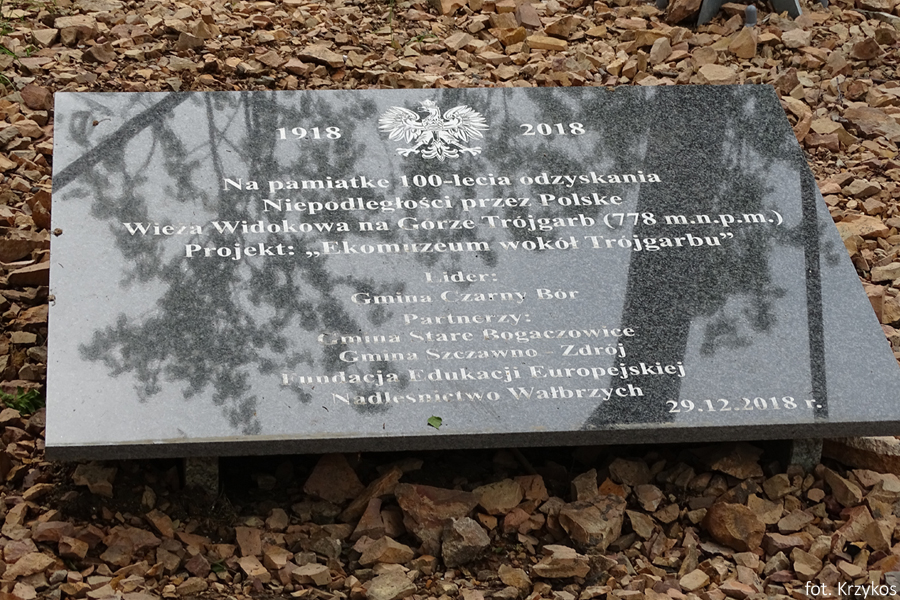 1918 2018
Na pamiątkę 100-lecia odzyskania
Niepodległości przez Polskę
Wieża Widokowa na Górze Trójgarb (778 m.n.p.m.)
Projekt: „Ekomuzeum wokół Trójgarbu”
Lider:
Gmina Czarny Bór
Partnerzy:
Gmina Stare Bogaczowice
Gmina Szczawno - Zdrój
Fundacja Edukacji Europejskiej
Nadleśnictwo Wałbrzych
29.12.2018 r.
fot. Krzykos